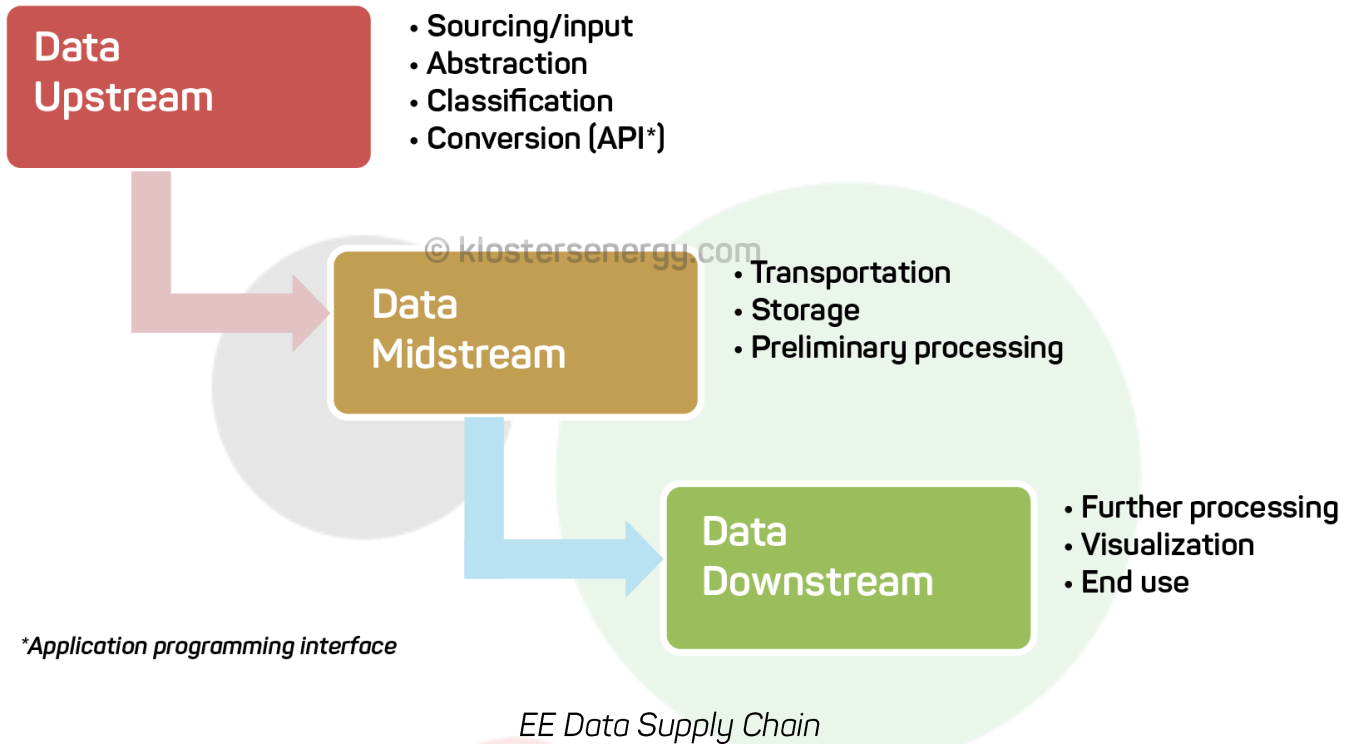 Data
Upstream
• Sourcing/input
• Abstraction
• Classification
• Conversion (API*)
© klostersenergy.com
Data
Midstream
• Transportation
• Storage
• Preliminary processing
Data
Downstream
• Further processing
• Visualization
• End use
*Application programming interface
EE Data Supply Chain